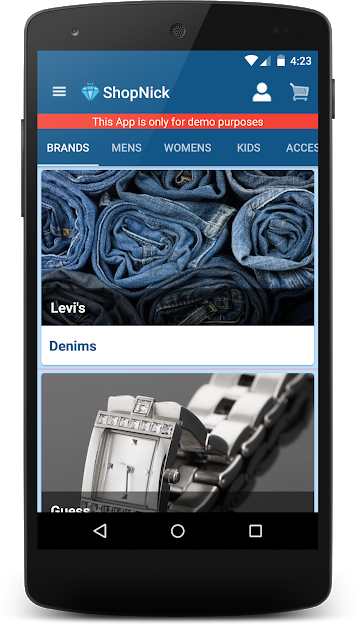 4:23
ShopNick
This App is only for demo purposes
BRANDS MENS WOMENS KIDS ACCES
Levi's
Denims
Guess